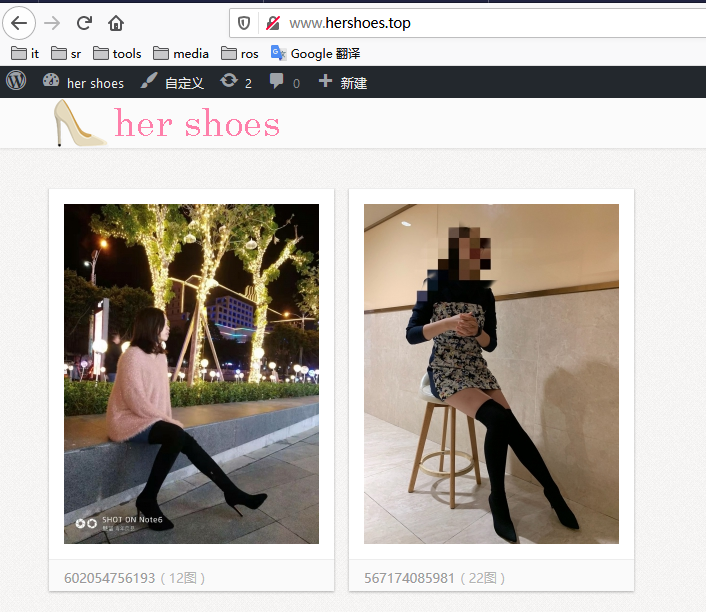 www.hershoes.top
it sr tools media ros Google 翻译
her shoes 自定义 2 0 新建
her shoes
SHOT ON Note6
602054756193 ( 12图 )
567174085981 ( 22图 )